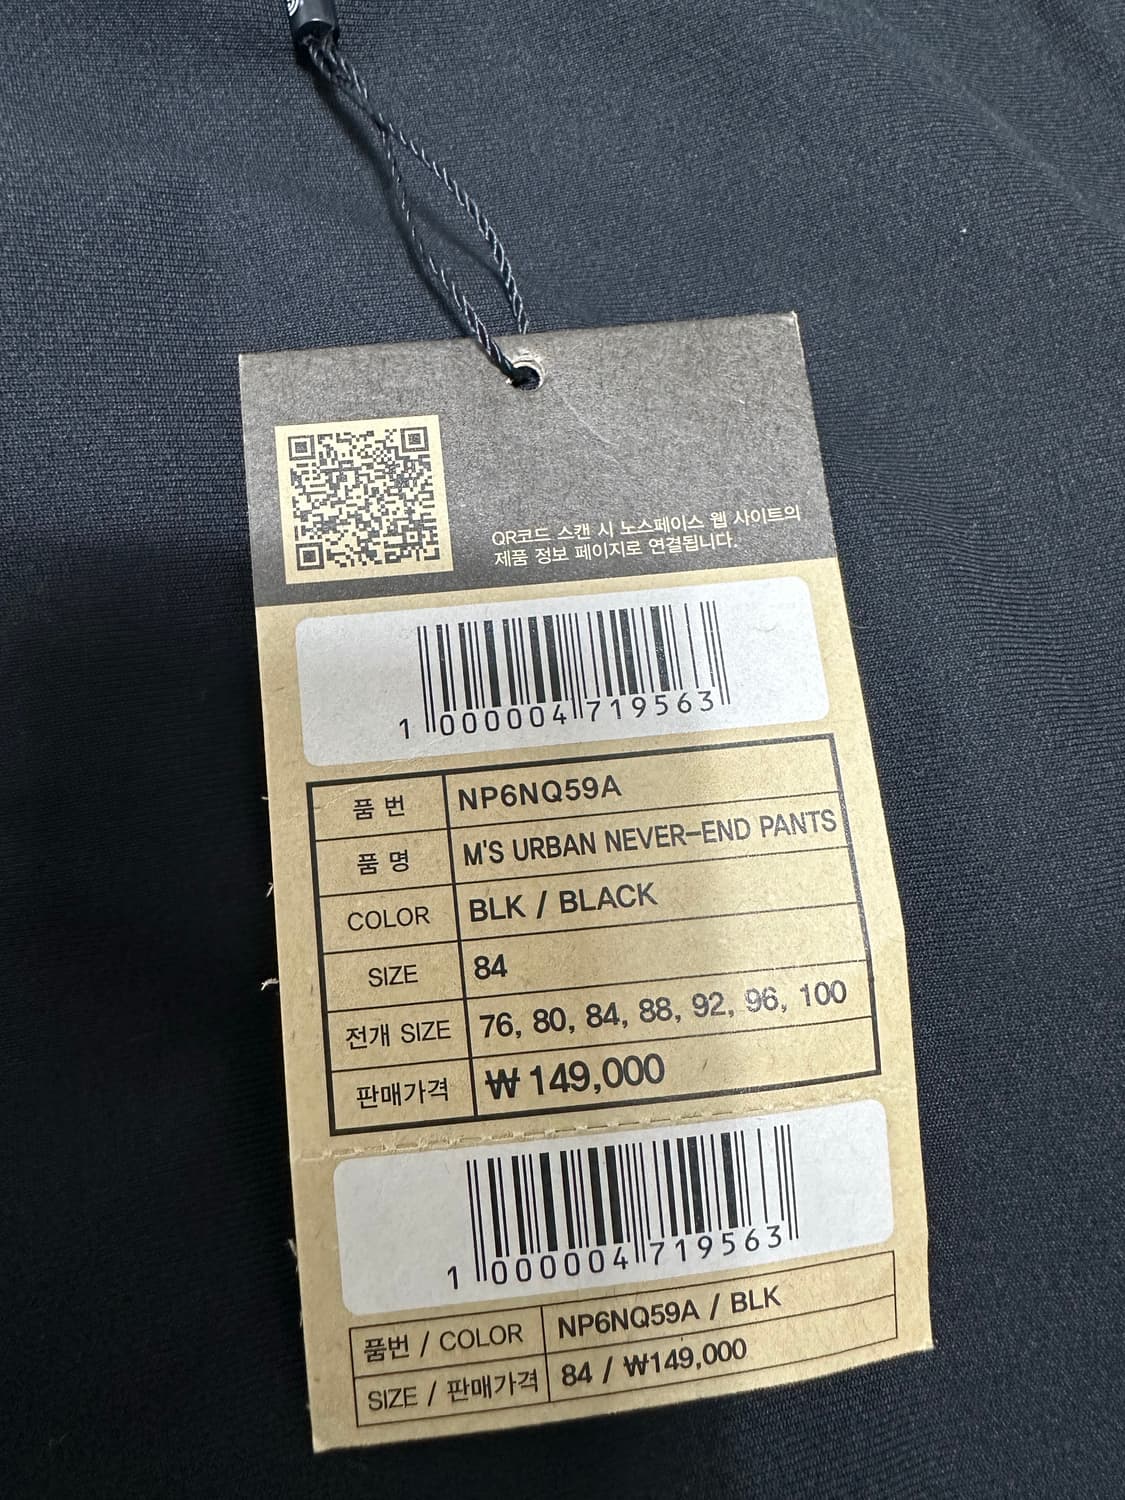 QR코드 스캔 시 노스페이스 웹 사이트의
제품 정보 페이지로 연결됩니다.
1 000004 719563
품 번 NP6NQ59A
품 명 M'S URBAN NEVER-END PANTS
COLOR BLK / BLACK
SIZE 84
전개 SIZE 76, 80, 84, 88, 92, 96, 100
판매가격 ₩ 149,000
1 000004 719563
품번 / COLOR NP6NQ59A / BLK
SIZE / 판매가격 84 / ₩149,000